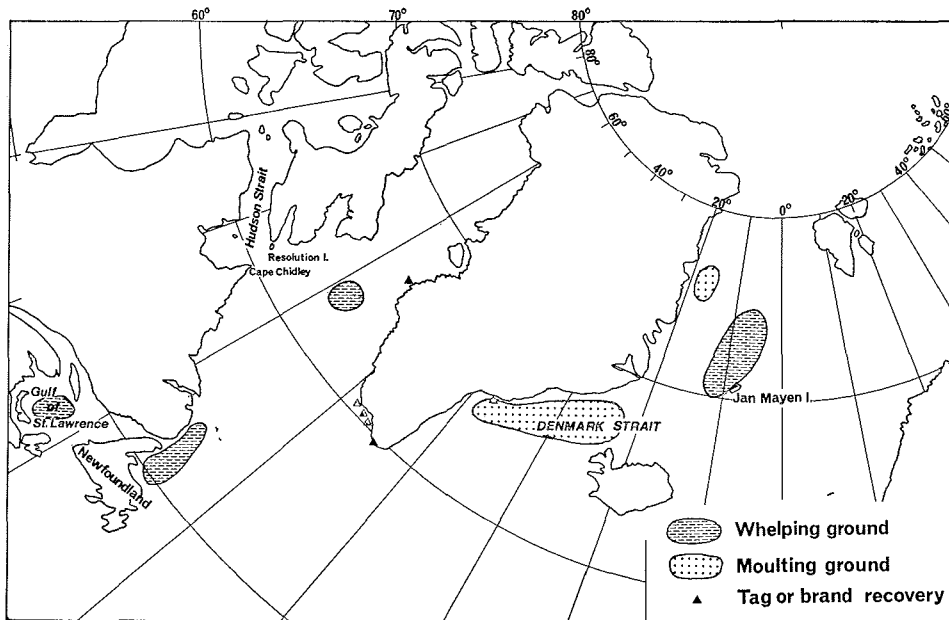 60°
70°
80°
80°
60°
40°
20°
0°
20°
40°
60°
Hudson Strait
Resolution I.
Cape Chidley
Gulf
of
St. Lawrence
Newfoundland
DENMARK STRAIT
Jan Mayen I.
Whelping ground
Moulting ground
Tag or brand recovery